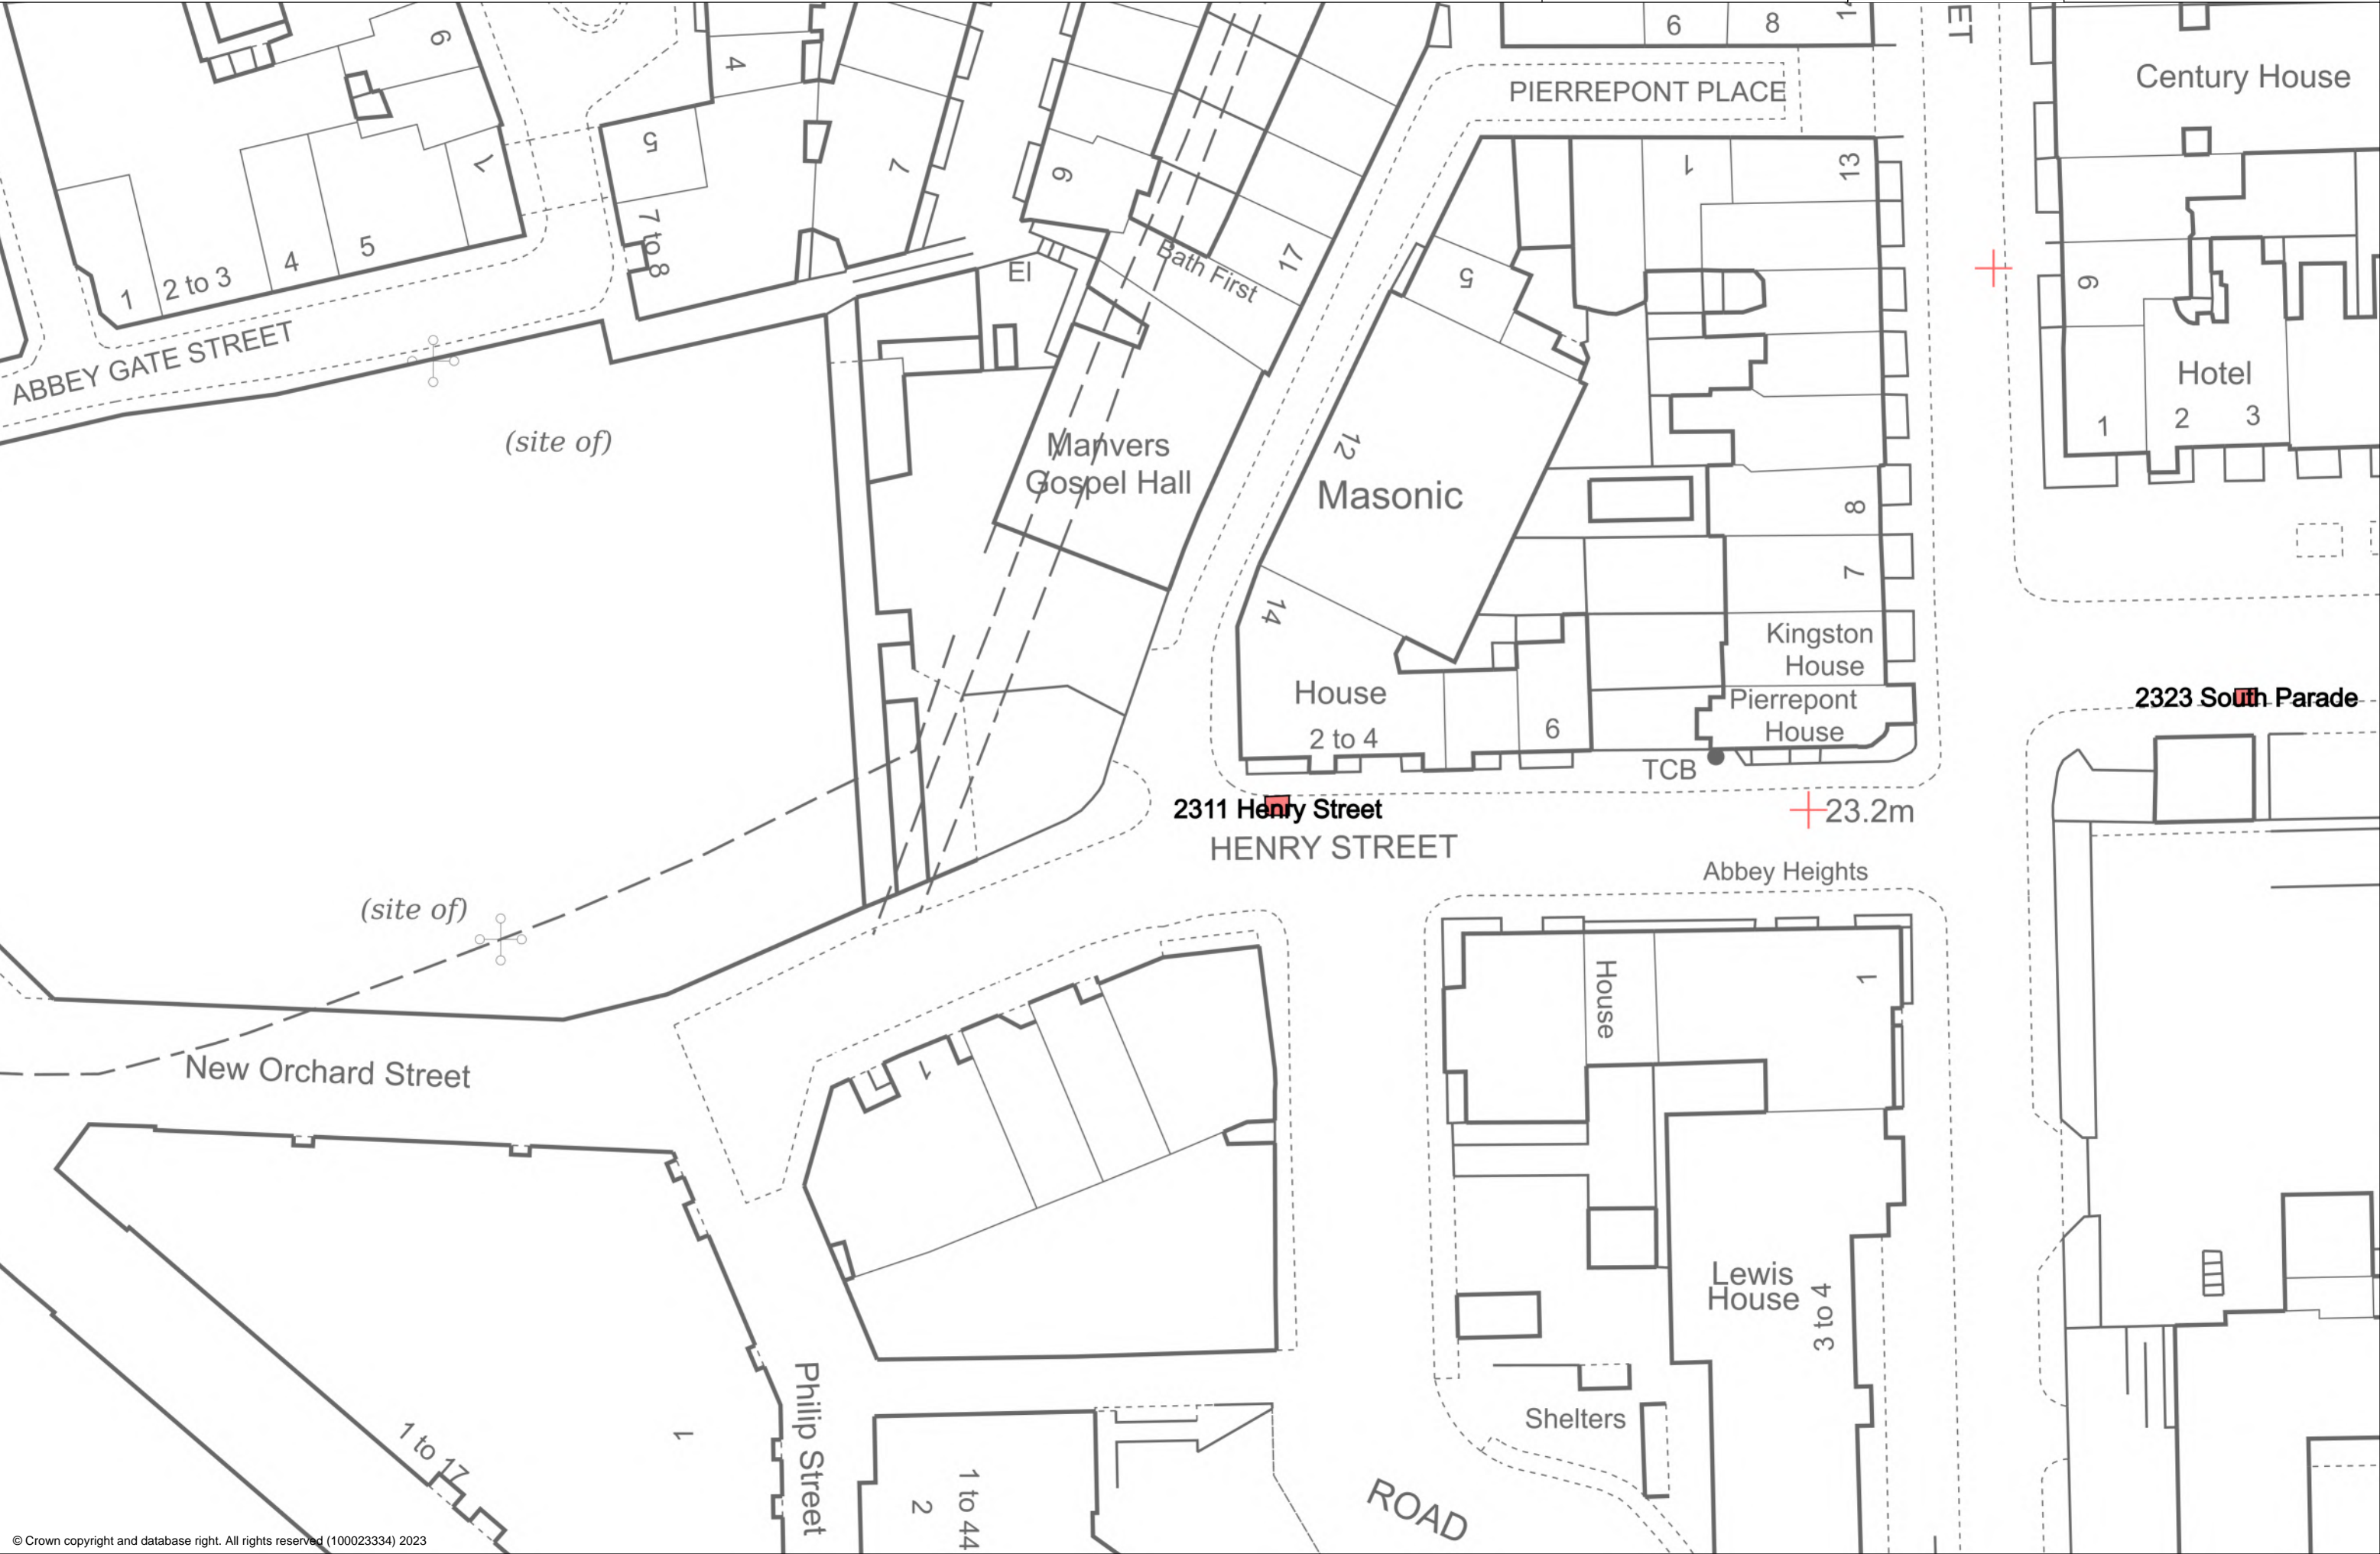 6
8
ET
Century House
PIERREPONT PLACE
6
4
5
7
1
13
7 to 8
7
6
17
Bath First
El
5
1
2 to 3
4
5
ABBEY GATE STREET
(site of)
Manvers
Gospel Hall
12
Masonic
8
7
6
Hotel
1
2
3
14
Kingston
House
Pierrepont
House
House
2 to 4
6
TCB
2323 South Parade
2311 Henry Street
HENRY STREET
23.2m
Abbey Heights
(site of)
New Orchard Street
House
1
1
Lewis
House
3 to 4
Shelters
Philip Street
1 to 17
1
2
1 to 44
ROAD
© Crown copyright and database right. All rights reserved (100023334) 2023